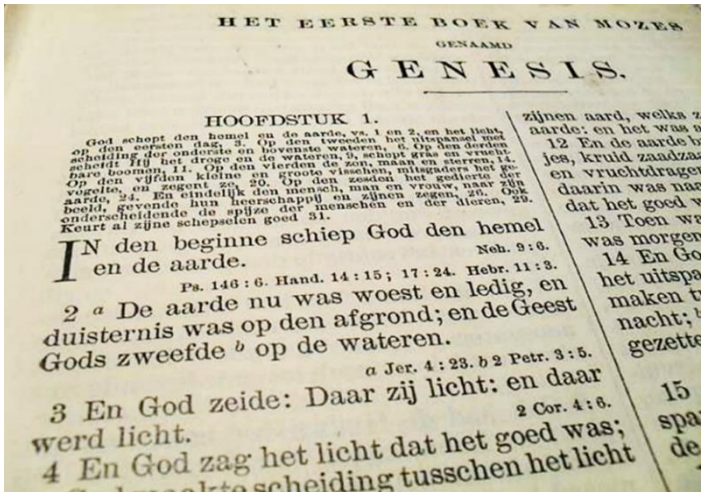 HET EERSTE BOEK VAN MOZES
GENAAMD
GENESIS.
HOOFDSTUK 1.
God schept den hemel en de aarde, vs. 1 en 2, en het licht,
op den eersten dag, 3. Op den tweeden het uitspansel met
scheiding der onderste en bovenste wateren, 6. Op den derden
scheidt Hij het droge en de wateren, 9, schept gras en vrucht-
bare boomen, 11. Op den vierden de zon, maan en sterren, 14.
Op den vijfden kleine en groote visschen, mitsgaders het ge-
vogelte, en zegent ze, 20. Op den zesden het gedierte der
aarde, 24. En eindelijk den mensch, man en vrouw, naar zijn
beeld, gevende hun heerschappij en zijnen zegen, 26. Ook
onderscheidende de spijze der menschen en der dieren, 29.
Keurt al zijne schepselen goed 31.
IN den beginne schiep God den hemel
en de aarde.
Neh. 9 : 6.
Ps. 146 : 6. Hand. 14 : 15; 17 : 24. Hebr. 11 : 3.
2 a De aarde nu was woest en ledig, en
duisternis was op den afgrond; en de Geest
Gods zweefde b op de wateren.
a Jer. 4 : 23. b 2 Petr. 3 : 5.
3 En God zeide: Daar zij licht: en daar
werd licht.
2 Cor. 4 : 6.
4 En God zag het licht dat het goed was;
scheiding tusschen het licht
zijnen aard, welks z
aarde: en het was a
12 En de aarde b
jes, kruid zaadza
en vruchtdragen
daarin was naa
dat het goed w
13 Toen wa
was morgen
14 En Go
het uitspa
maken t
nacht; b
gezette
15
spa
de